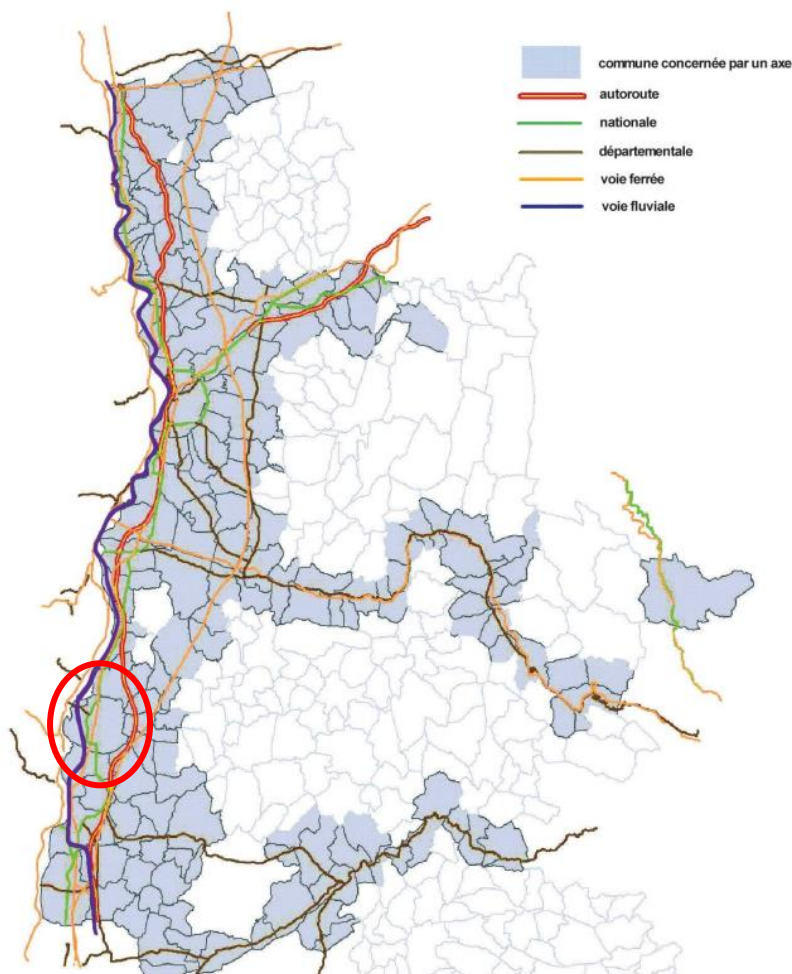 commune concernée par un axe
autoroute
nationale
départementale
voie ferrée
voie fluviale